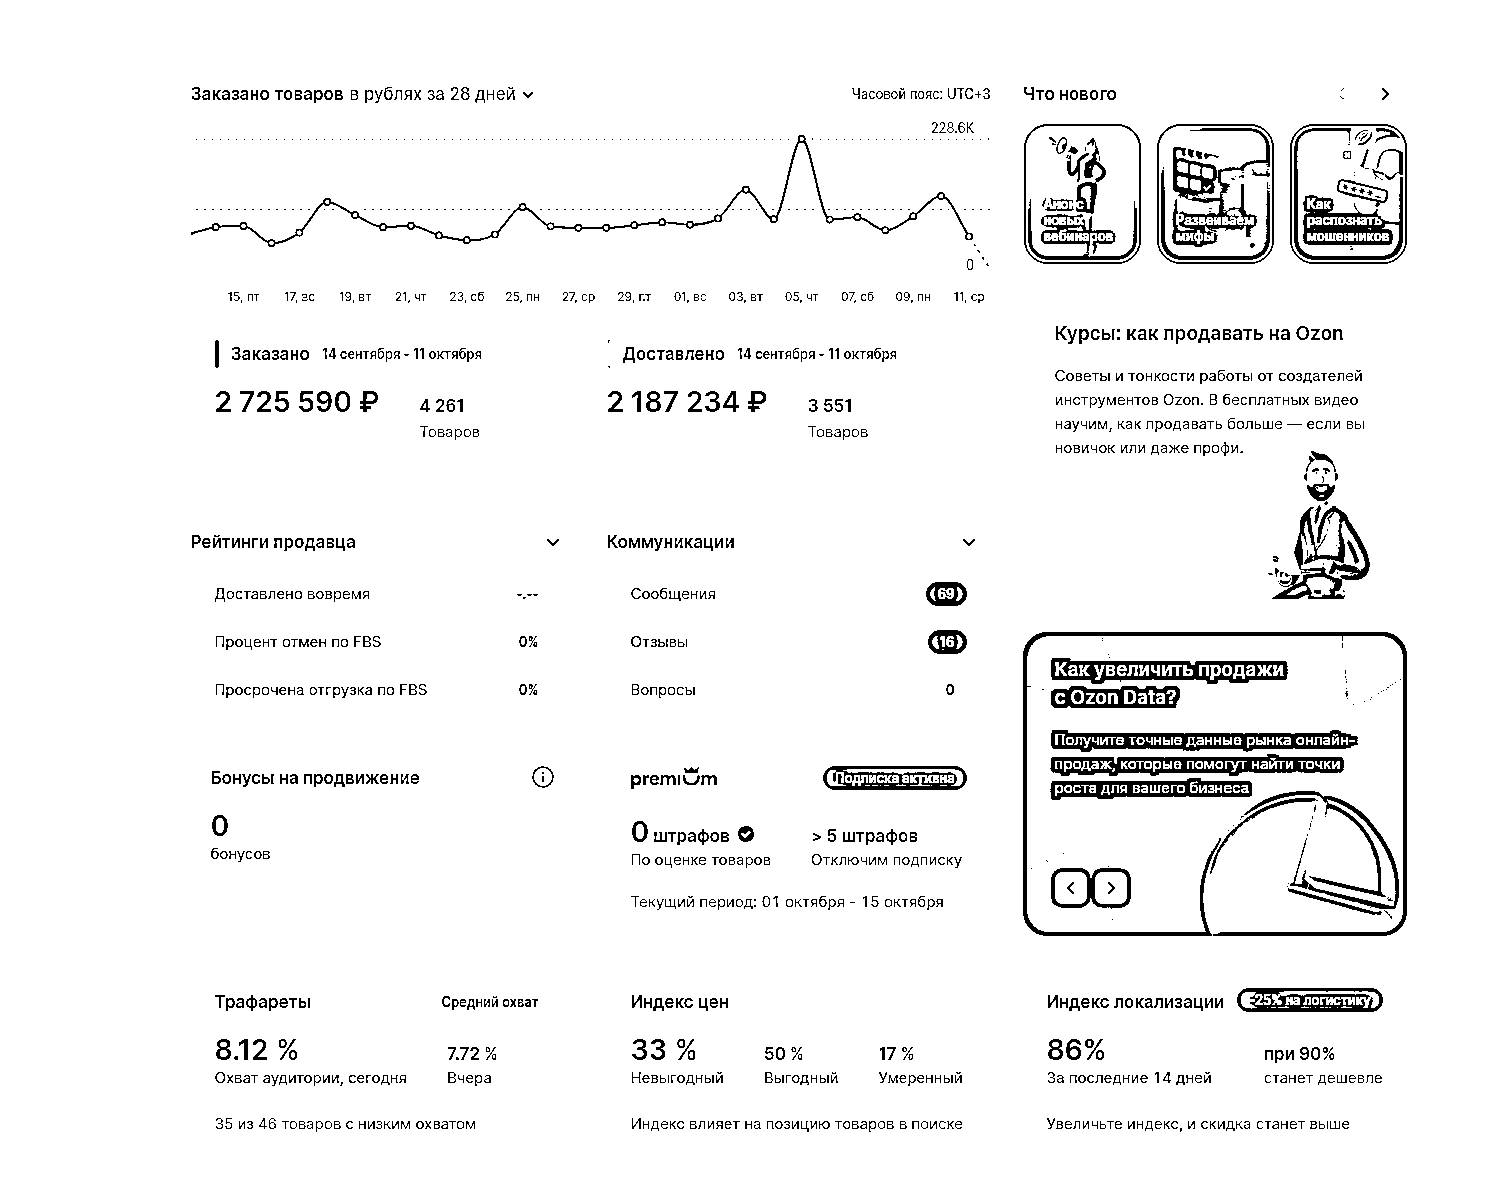 Заказано товаров в рублях за 28 дней
Часовой пояс: UTC+3
228.6K
0
15, пт 17, вс 19, вт 21, чт 23, сб 25, пн 27, ср 29, пт 01, вс 03, вт 05, чт 07, сб 09, пн 11, ср
Заказано 14 сентября - 11 октября
2 725 590 ₽ 4 261
Товаров
Доставлено 14 сентября - 11 октября
2 187 234 ₽ 3 551
Товаров
Что нового
Анонс
новых
вебинаров
Развеиваем
мифы
Как
распознать
мошенников
Курсы: как продавать на Ozon
Советы и тонкости работы от создателей
инструментов Ozon. В бесплатных видео
научим, как продавать больше — если вы
новичок или даже профи.
Рейтинги продавца
Доставлено вовремя -.--
Процент отмен по FBS 0%
Просрочена отгрузка по FBS 0%
Коммуникации
Сообщения 69
Отзывы 16
Вопросы 0
Как увеличить продажи
с Ozon Data?
Получите точные данные рынка онлайн-
продаж, которые помогут найти точки
роста для вашего бизнеса
Бонусы на продвижение
0
бонусов
premium Подписка активна
0 штрафов > 5 штрафов
По оценке товаров Отключим подписку
Текущий период: 01 октября - 15 октября
Трафареты Средний охват
8.12 % 7.72 %
Охват аудитории, сегодня Вчера
35 из 46 товаров с низким охватом
Индекс цен
33 % 50 % 17 %
Невыгодный Выгодный Умеренный
Индекс влияет на позицию товаров в поиске
Индекс локализации -25% на логистику
86% при 90%
За последние 14 дней станет дешевле
Увеличьте индекс, и скидка станет выше